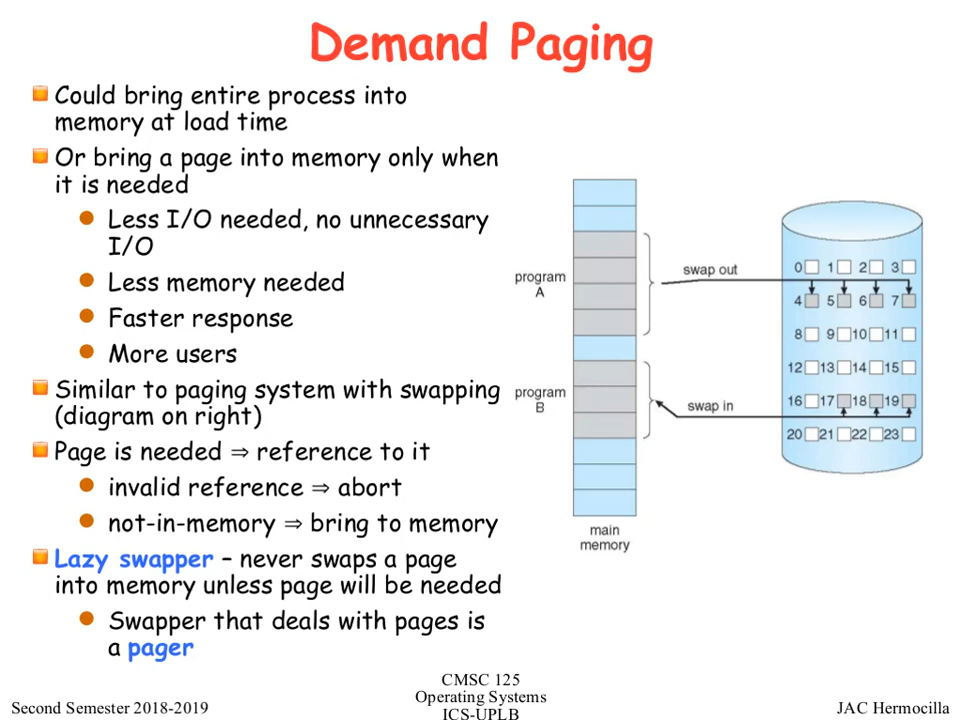 Demand Paging
Could bring entire process into
memory at load time
Or bring a page into memory only when
it is needed
Less I/O needed, no unnecessary
I/O
Less memory needed
Faster response
More users
Similar to paging system with swapping
(diagram on right)
Page is needed ⇒ reference to it
invalid reference ⇒ abort
not-in-memory ⇒ bring to memory
Lazy swapper – never swaps a page
into memory unless page will be needed
Swapper that deals with pages is
a pager
program
A
program
B
main
memory
swap out
swap in
0 1 2 3
4 5 6 7
8 9 10 11
12 13 14 15
16 17 18 19
20 21 22 23
Second Semester 2018-2019
CMSC 125
Operating Systems
ICS-UPLB
JAC Hermocilla